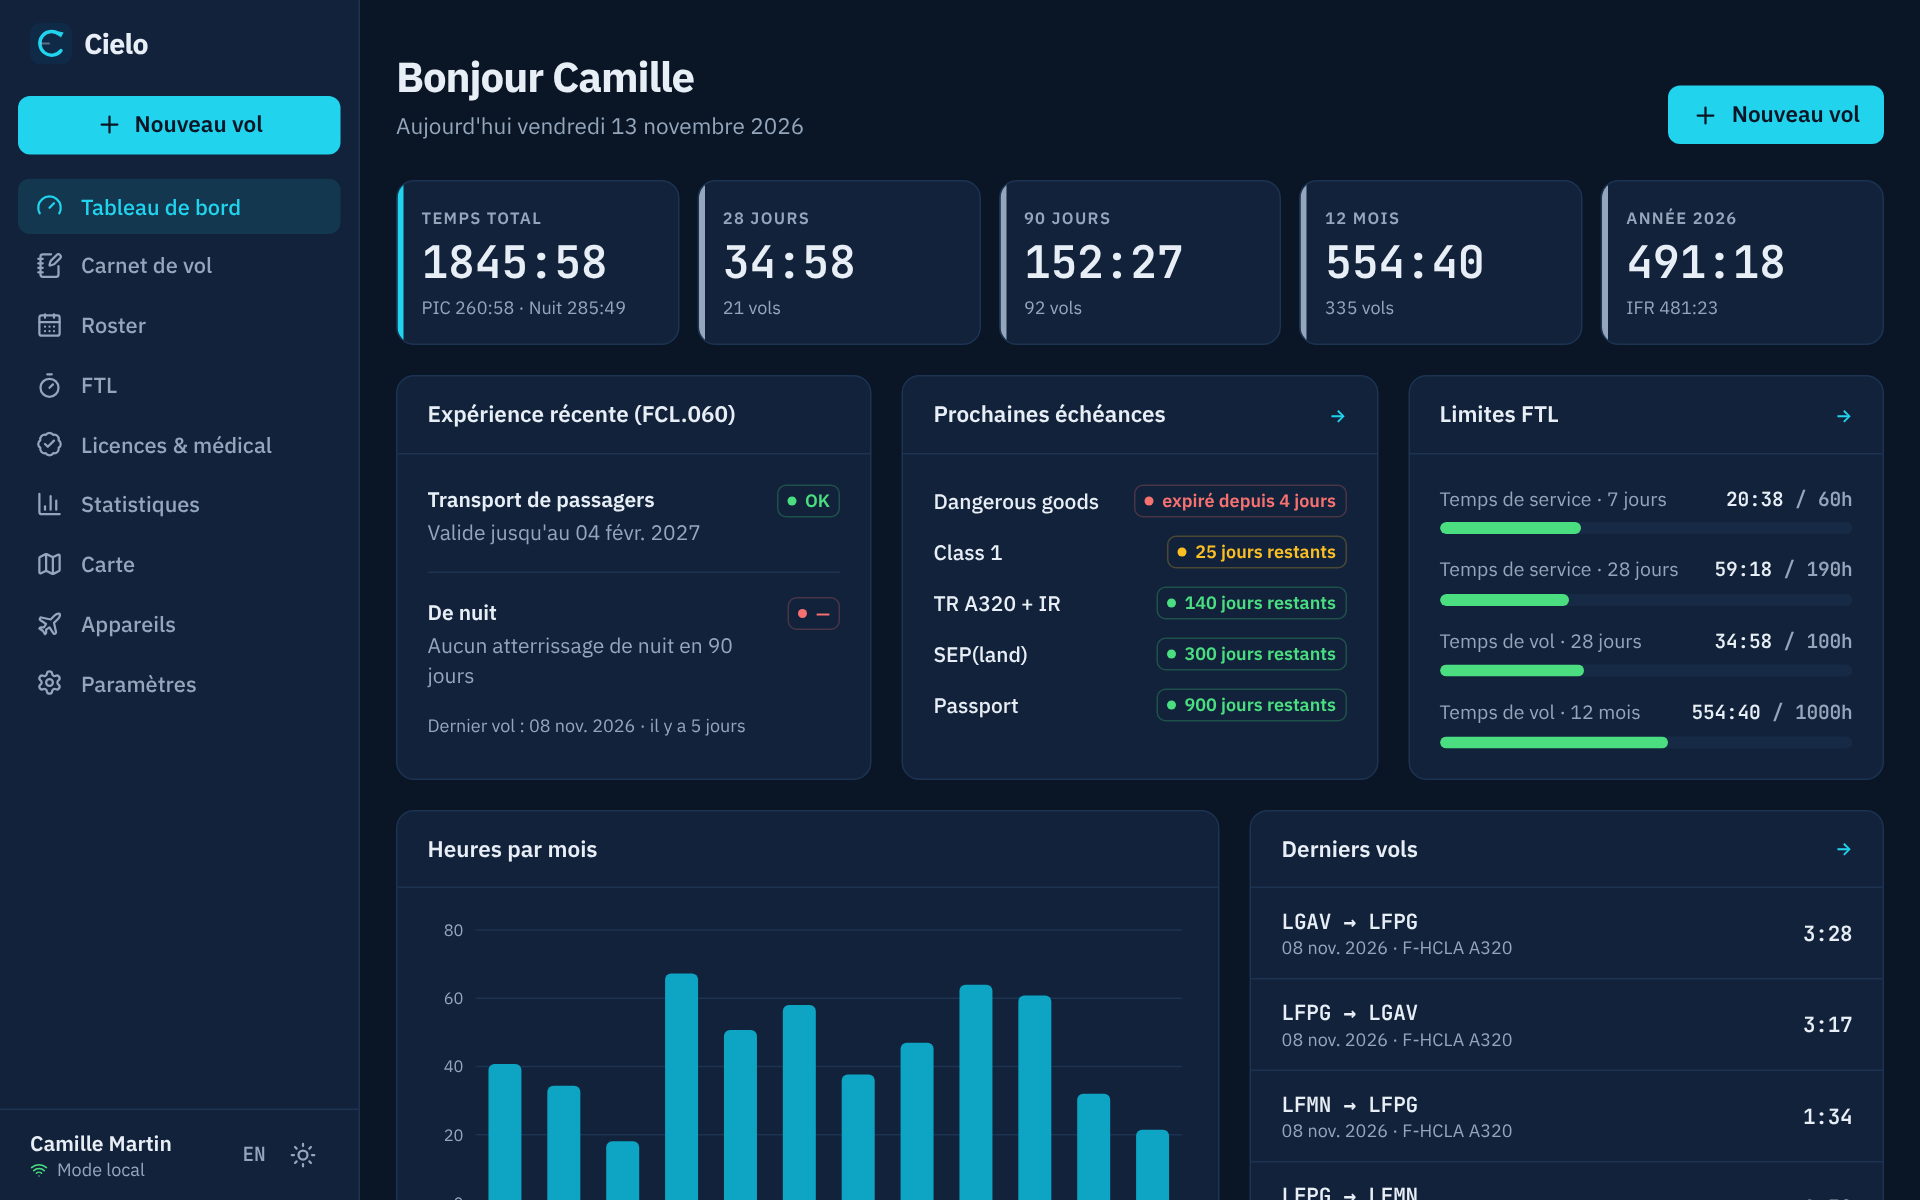 Cielo
Nouveau vol
Tableau de bord
Carnet de vol
Roster
FTL
Licences & médical
Statistiques
Carte
Appareils
Paramètres
Camille Martin
Mode local
EN
Bonjour Camille
Aujourd'hui vendredi 13 novembre 2026
Nouveau vol
TEMPS TOTAL
1845:58
PIC 260:58 · Nuit 285:49
28 JOURS
34:58
21 vols
90 JOURS
152:27
92 vols
12 MOIS
554:40
335 vols
ANNÉE 2026
491:18
IFR 481:23
Expérience récente (FCL.060)
Transport de passagers
OK
Valide jusqu'au 04 févr. 2027
De nuit
—
Aucun atterrissage de nuit en 90
jours
Dernier vol : 08 nov. 2026 · il y a 5 jours
Prochaines échéances →
Dangerous goods expiré depuis 4 jours
Class 1 25 jours restants
TR A320 + IR 140 jours restants
SEP(land) 300 jours restants
Passport 900 jours restants
Limites FTL →
Temps de service · 7 jours 20:38 / 60h
Temps de service · 28 jours 59:18 / 190h
Temps de vol · 28 jours 34:58 / 100h
Temps de vol · 12 mois 554:40 / 1000h
Heures par mois
80
60
40
20
Derniers vols →
LGAV → LFPG
08 nov. 2026 · F-HCLA A320
3:28
LFPG → LGAV
08 nov. 2026 · F-HCLA A320
3:17
LFMN → LFPG
08 nov. 2026 · F-HCLA A320
1:34
LFPG → LFMN